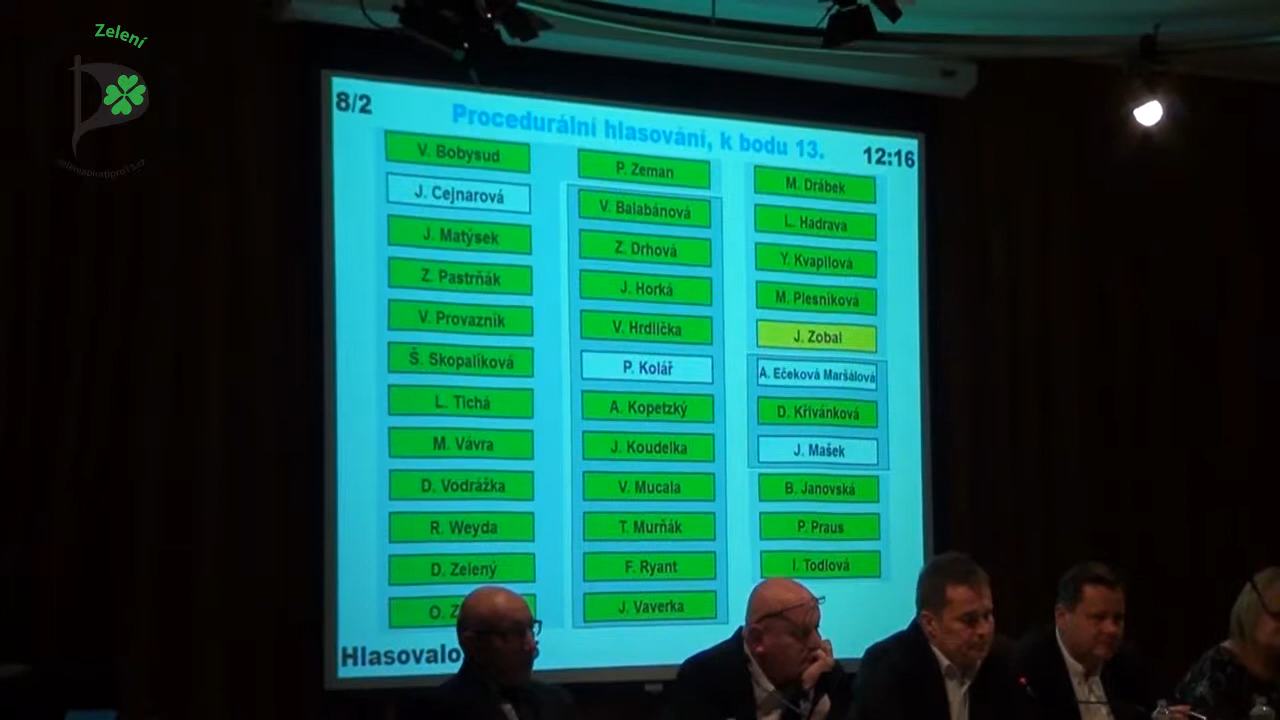 Zelení
8/2
Procedurální hlasování, k bodu 13.
12:16
V. Bobysud
J. Cejnarová
J. Matýsek
Z. Pastrňák
V. Provazník
Š. Skopalíková
L. Tichá
M. Vávra
D. Vodrážka
R. Weyda
D. Zelený
O.
P. Zeman
V. Balabánová
Z. Drhová
J. Horká
V. Hrdlička
P. Kolář
A. Kopetzký
J. Koudelka
V. Mucala
T. Murňák
F. Ryant
J. Vaverka
M. Drábek
L. Hadrava
Y. Kvapilová
M. Plesníková
J. Zobal
A. Ečeková Maršálová
D. Křivánková
J. Mašek
B. Janovská
P. Praus
I. Todlová
Hlasovalo